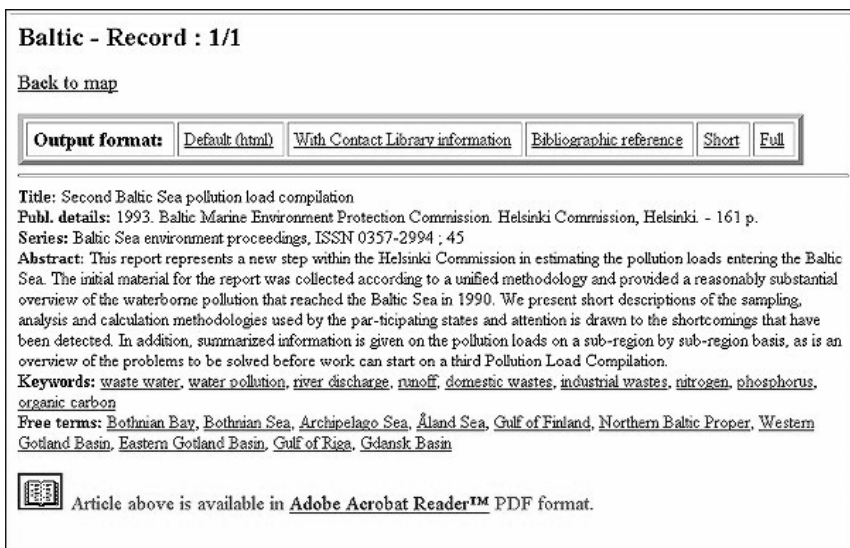 Baltic - Record : 1/1
Back to map
Output format: Default (html) With Contact Library information Bibliographic reference Short Full
Title: Second Baltic Sea pollution load compilation
Publ. details: 1993. Baltic Marine Environment Protection Commission. Helsinki Commission, Helsinki. - 161 p.
Series: Baltic Sea environment proceedings, ISSN 0357-2994 ; 45
Abstract: This report represents a new step within the Helsinki Commission in estimating the pollution loads entering the Baltic
Sea. The initial material for the report was collected according to a unified methodology and provided a reasonably substantial
overview of the waterborne pollution that reached the Baltic Sea in 1990. We present short descriptions of the sampling,
analysis and calculation methodologies used by the par-ticipating states and attention is drawn to the shortcomings that have
been detected. In addition, summarized information is given on the pollution loads on a sub-region by sub-region basis, as is an
overview of the problems to be solved before work can start on a third Pollution Load Compilation.
Keywords: waste water, water pollution, river discharge, runoff, domestic wastes, industrial wastes, nitrogen, phosphorus,
organic carbon
Free terms: Bothnian Bay, Bothnian Sea, Archipelago Sea, Åland Sea, Gulf of Finland, Northern Baltic Proper, Western
Gotland Basin, Eastern Gotland Basin, Gulf of Riga, Gdansk Basin
Article above is available in Adobe Acrobat Reader™ PDF format.